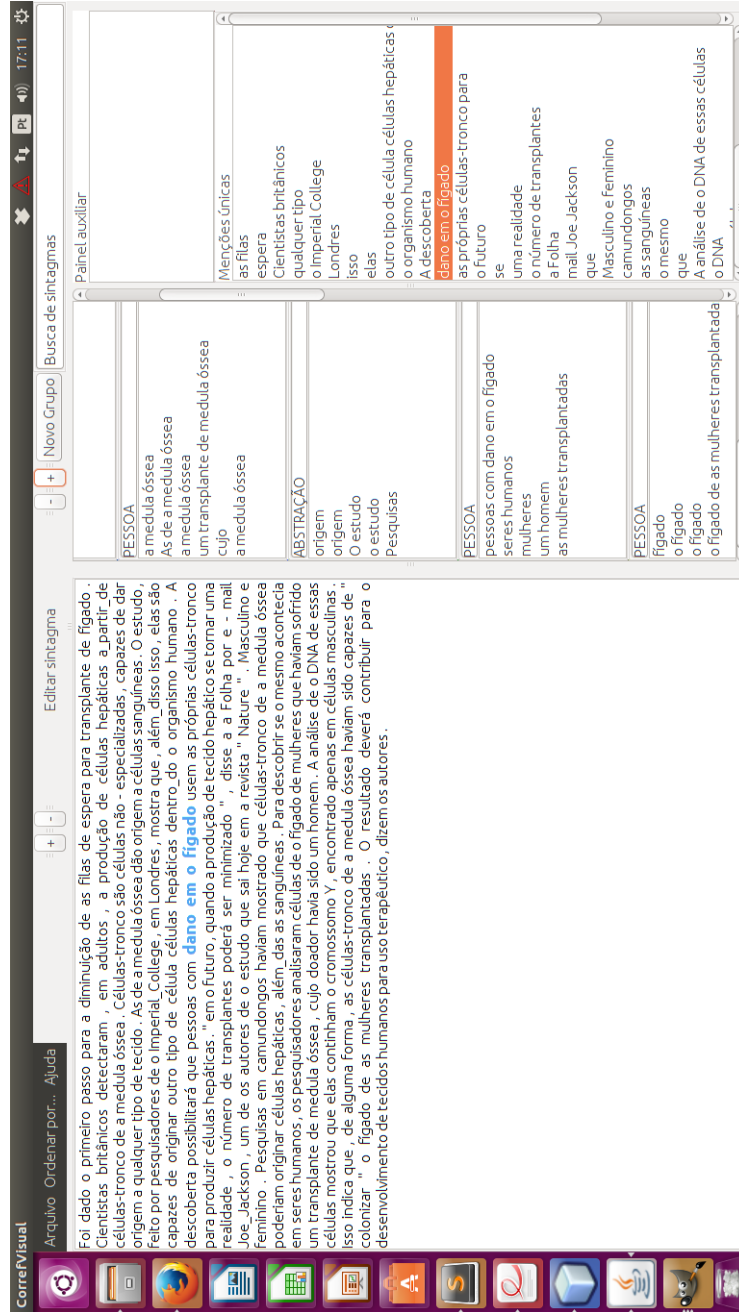 CorrefVisual
Pt
17:11
Arquivo
Ordenar por...
Ajuda
+
-
Editar sintagma
-
+
Novo Grupo
Busca de sintagmas
Foi dado o primeiro passo para a diminuição de as filas de espera para transplante de fígado .
Cientistas britânicos detectaram , em adultos , a produção de células hepáticas a_partir_de
células-tronco de a medula óssea . Células-tronco são células não - especializadas , capazes de dar
origem a qualquer tipo de tecido. As de a medula óssea dão origem a células sanguíneas. O estudo ,
feito por pesquisadores de o Imperial_College , em Londres , mostra que , além_disso isso , elas são
capazes de originar outro tipo de célula células hepáticas dentro_do o organismo humano . A
descoberta possibilitará que pessoas com dano em o fígado usem as próprias células-tronco
para produzir células hepáticas. " em o futuro , quando a produção de tecido hepático se tornar uma
realidade , o número de transplantes poderá ser minimizado " , disse a a Folha por e - mail
Joe_Jackson , um de os autores de o estudo que sai hoje em a revista " Nature " . Masculino e
feminino . Pesquisas em camundongos haviam mostrado que células-tronco de a medula óssea
poderiam originar células hepáticas , além_das as sanguíneas . Para descobrir se o mesmo acontecia
em seres humanos , os pesquisadores analisaram células de o fígado de mulheres que haviam sofrido
um transplante de medula óssea , cujo doador havia sido um homem . A análise de o DNA de essas
células mostrou que elas continham o cromossomo Y , encontrado apenas em células masculinas .
Isso indica que , de alguma forma , as células-tronco de a medula óssea haviam sido capazes de "
colonizar " o fígado de as mulheres transplantadas . O resultado deverá contribuir para o
desenvolvimento de tecidos humanos para uso terapêutico , dizem os autores .
PESSOA
a medula óssea
As de a medula óssea
a medula óssea
um transplante de medula óssea
cujo
a medula óssea
ABSTRAÇÃO
origem
origem
O estudo
o estudo
Pesquisas
PESSOA
pessoas com dano em o fígado
seres humanos
mulheres
um homem
as mulheres transplantadas
PESSOA
fígado
o fígado
o fígado
o fígado de as mulheres transplantada
Painel auxiliar
Menções únicas
as filas
espera
Cientistas britânicos
qualquer tipo
o Imperial College
Londres
isso
elas
outro tipo de célula células hepáticas
o organismo humano
A descoberta
dano em o fígado
as próprias células-tronco para
o futuro
se
uma realidade
o número de transplantes
a Folha
mail Joe Jackson
que
Masculino e feminino
camundongos
as sanguíneas
o mesmo
que
A análise de o DNA de essas células
o DNA